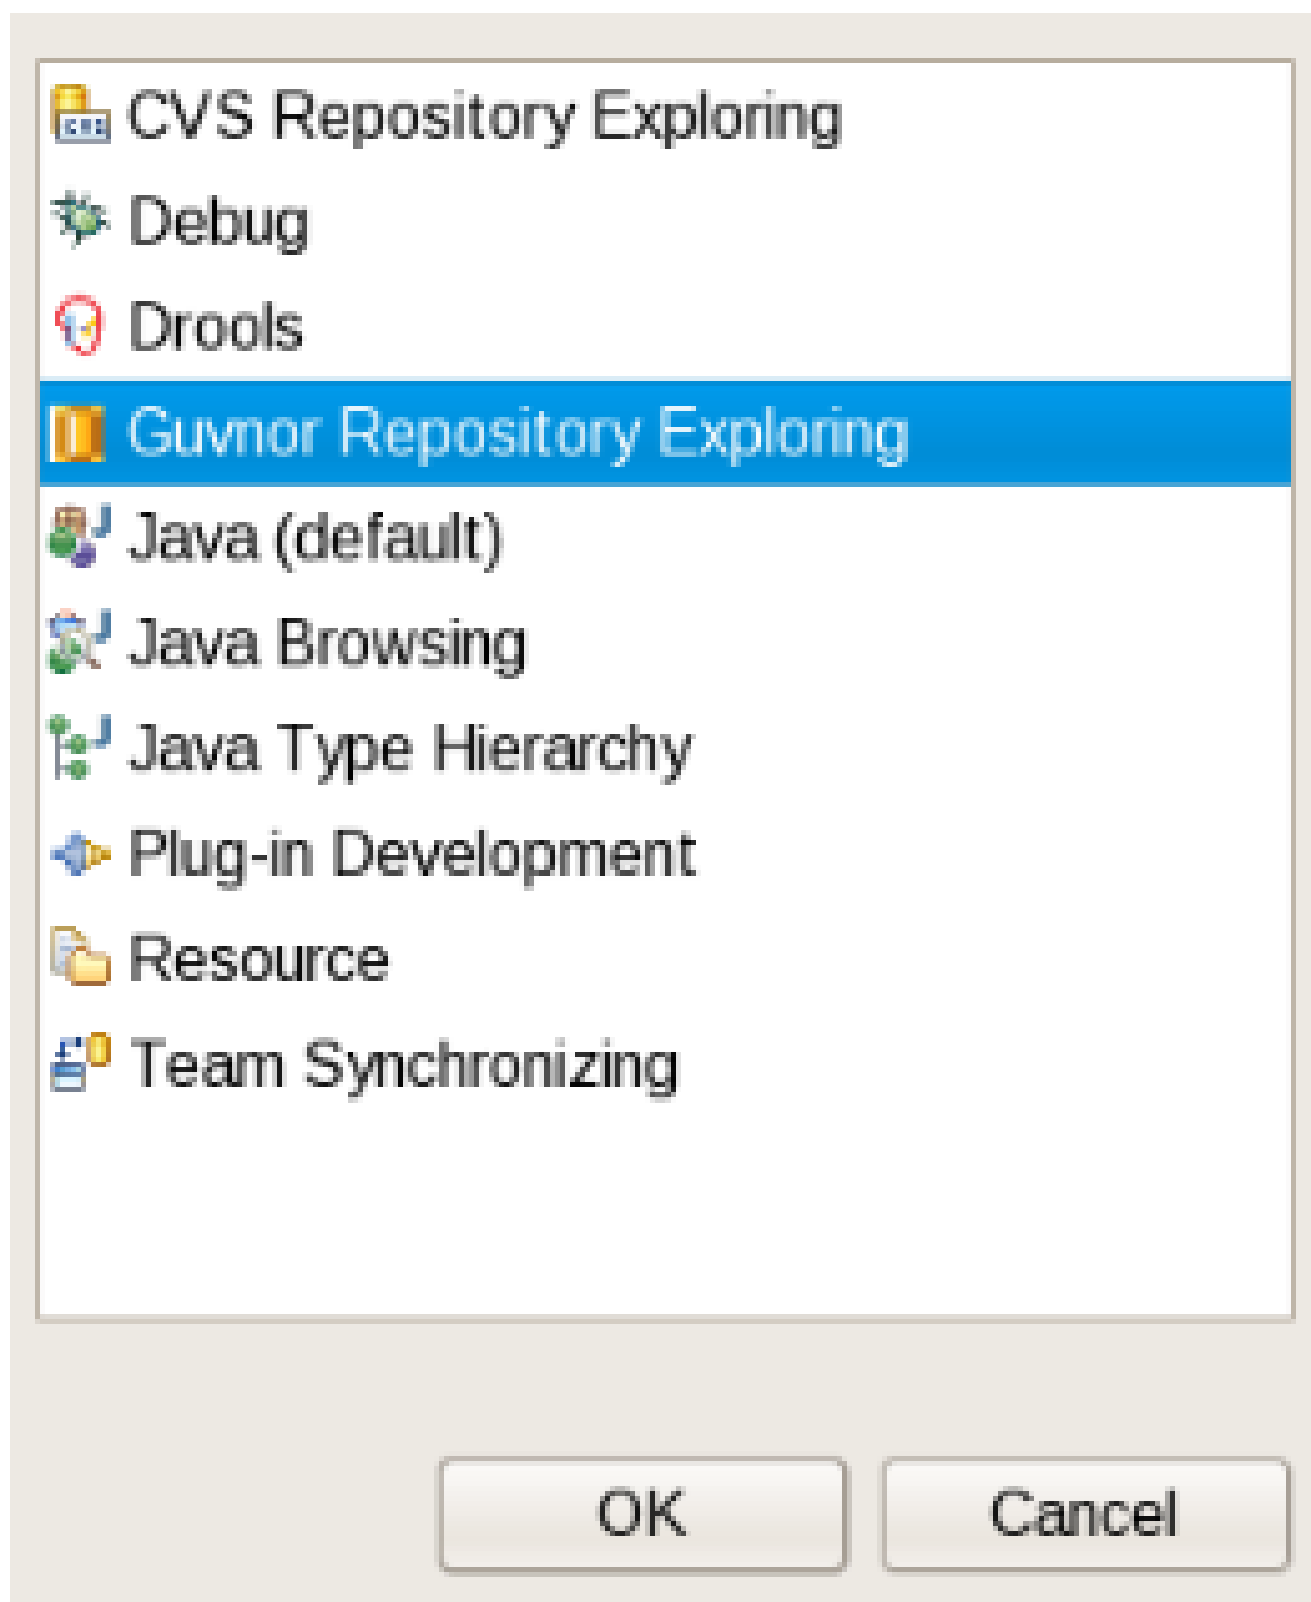 CVS Repository Exploring
Debug
Drools
Guvnor Repository Exploring
Java (default)
Java Browsing
Java Type Hierarchy
Plug-in Development
Resource
Team Synchronizing
OK
Cancel